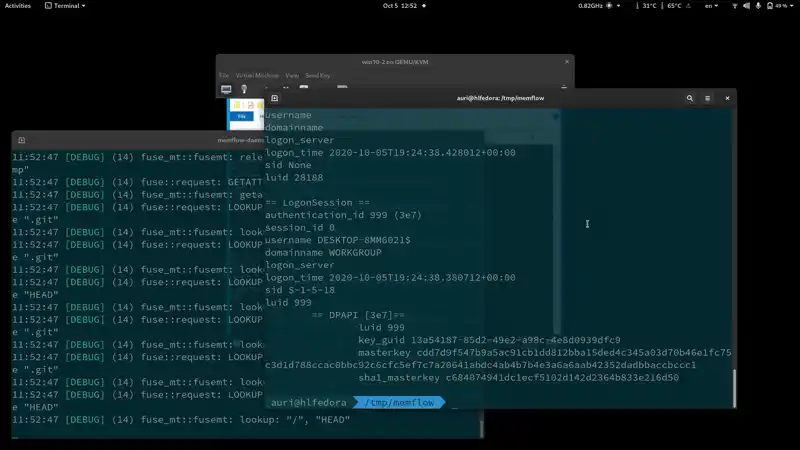 Activities
Terminal
Oct 5 12:52
0.82GHz
31°C
65°C
en
49 %
win10-2 on QEMU/KVM
File Virtual Machine View Send Key
File
auri@hlfedora: /tmp/memflow
username
domainname
logon_server
logon_time 2020-10-05T19:24:38.428012+00:00
sid None
luid 28188
== LogonSession ==
authentication_id 999 (3e7)
session_id 0
username DESKTOP-8MM6021$
domainname WORKGROUP
logon_server
logon_time 2020-10-05T19:24:38.380712+00:00
sid S-1-5-18
luid 999
== DPAPI [3e7]==
luid 999
key_guid 13a54187-85d2-49e2-a98c-4e8d0939dfc9
masterkey cdd7d9f547b9a5ac91cb1dd812bba15ded4c345a03d70b46e1fc75
c3d1d788ccac0bbc92c6cfc5ef7c7a20641abdc4ab4b7b4e3a6a6aab42352dadbbaccbccc1
sha1_masterkey c684074941dc1ecf5102d142d2364b833e216d50
auri@hlfedora /tmp/memflow
11:52:47 [DEBUG] (14) fuse_mt::fusemt: rele
mp"
11:52:47 [DEBUG] (14) fuse::request: GETATT
11:52:47 [DEBUG] (14) fuse_mt::fusemt: geta
11:52:47 [DEBUG] (14) fuse::request: LOOKUP
e ".git"
11:52:47 [DEBUG] (14) fuse_mt::fusemt: look
11:52:47 [DEBUG] (14) fuse::request: LOOKUP
e ".git"
11:52:47 [DEBUG] (14) fuse_mt::fusemt: look
11:52:47 [DEBUG] (14) fuse::request: LOOKUP
e "HEAD"
11:52:47 [DEBUG] (14) fuse_mt::fusemt: look
11:52:47 [DEBUG] (14) fuse::request: LOOKUP
e ".git"
11:52:47 [DEBUG] (14) fuse_mt::fusemt: look
11:52:47 [DEBUG] (14) fuse::request: LOOKUP
e ".git"
11:52:47 [DEBUG] (14) fuse_mt::fusemt: look
11:52:47 [DEBUG] (14) fuse::request: LOOKUP
e "HEAD"
11:52:47 [DEBUG] (14) fuse_mt::fusemt: lookup: "/", "HEAD"